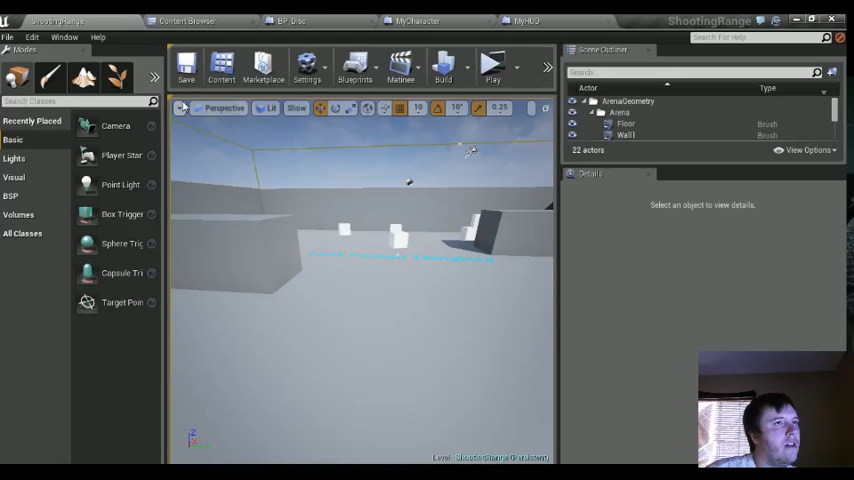 ShootingRange
Content Browser
BP_Disc
MyCharacter
MyHUD
ShootingRange
File Edit Window Help
Search For Help
Modes
Save
Content
Marketplace
Settings
Blueprints
Matinee
Build
Play
Scene Outliner
Search...
Actor
Type
ArenaGeometry
Arena
Floor
Brush
Wall1
Brush
22 actors
View Options
Details
Select an object to view details.
Search Classes
Recently Placed
Basic
Lights
Visual
BSP
Volumes
All Classes
Camera
Player Star
Point Light
Box Trigger
Sphere Trig
Capsule Tri
Target Poin
Perspective
Lit
Show
10
10°
0.25
Z
Level: ShootingRange (Persistent)